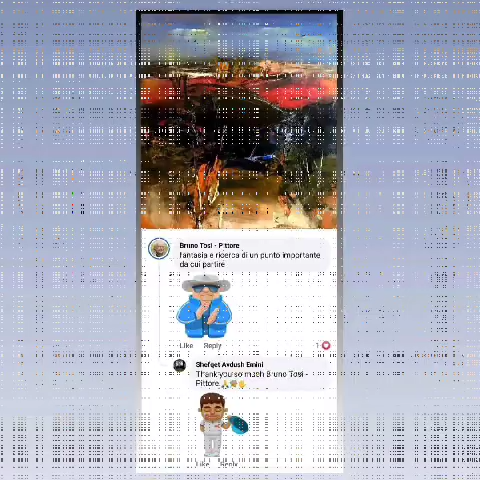 Bruno Tosi - Pittore
fantasia e ricerca di un punto importante
da cui partire
Like Reply
1
Shefqet Avdush Emini
Thank you so much Bruno Tosi -
Pittore
Like Reply